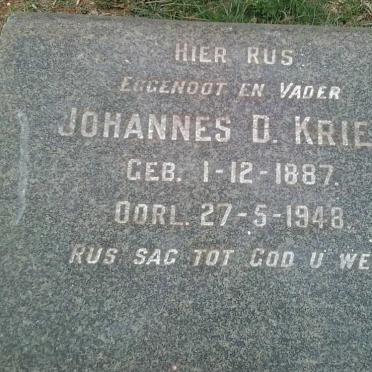 HIER RUS
EGGENOOT EN VADER
JOHANNES D. KRIE
GEB. 1-12-1887.
OORL. 27-5-1948.
RUS SAG TOT GOD U WE